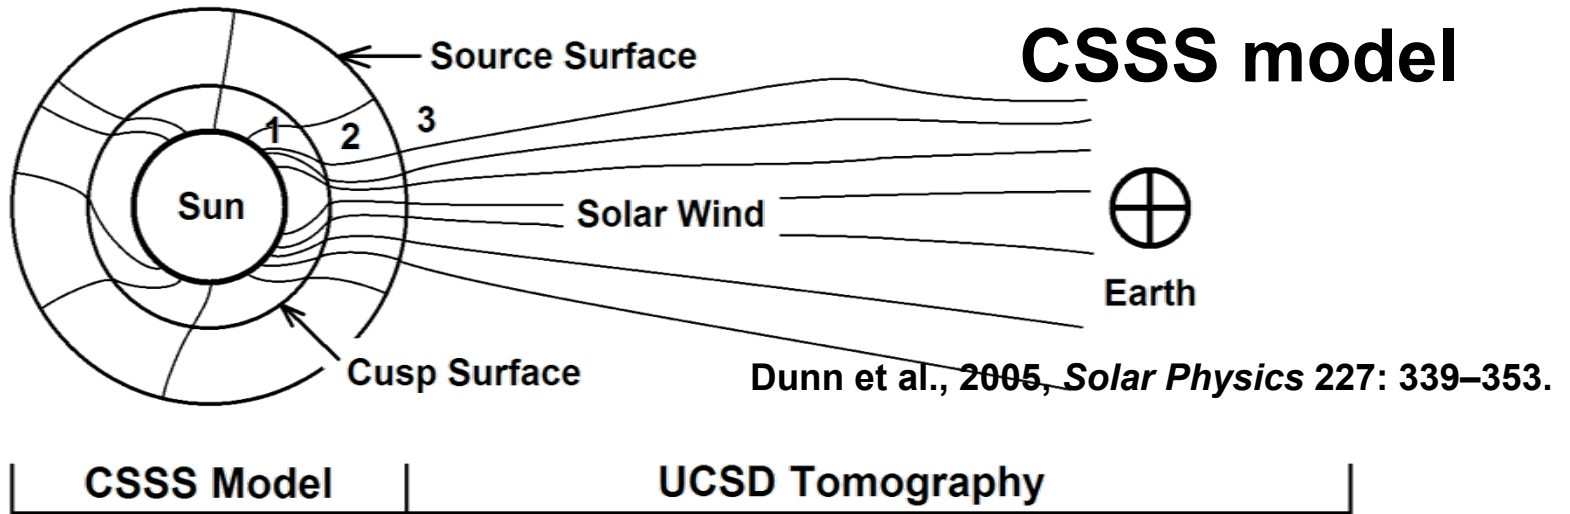 CSSS model
Source Surface
1
2
3
Sun
Solar Wind
Earth
Cusp Surface
Dunn et al., 2005, Solar Physics 227: 339–353.
CSSS Model
UCSD Tomography